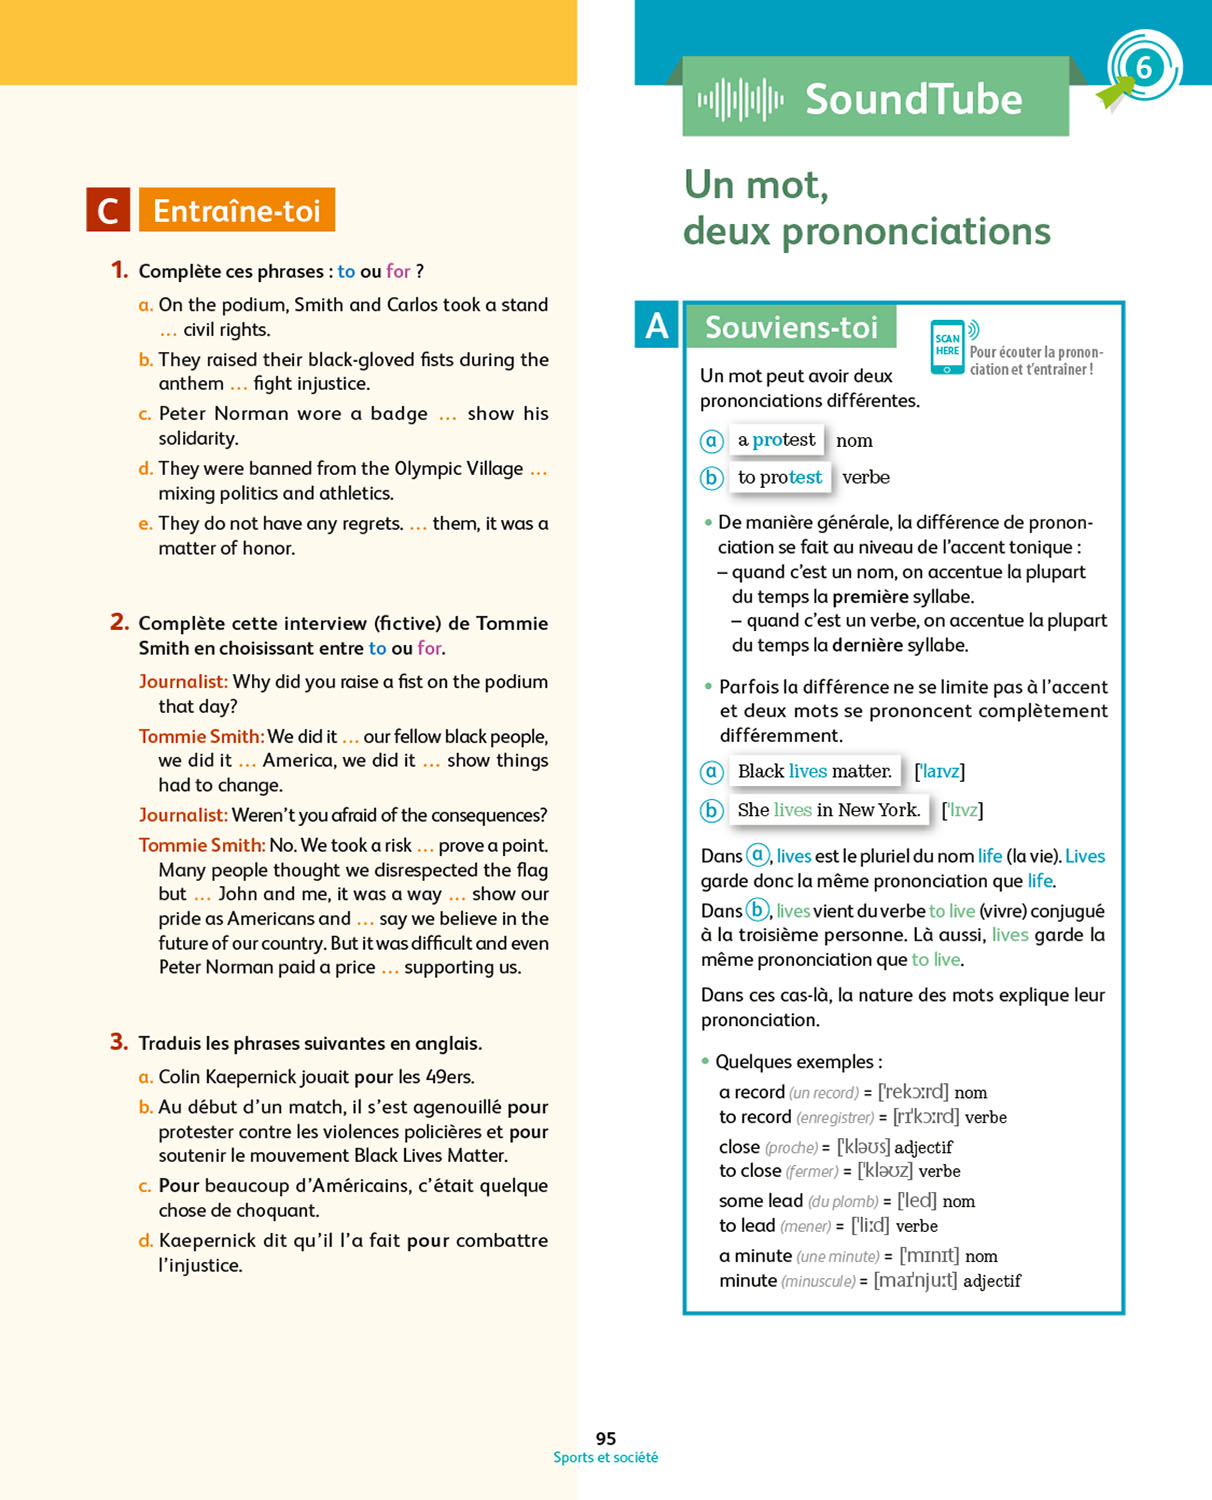 C Entraîne-toi
1. Complète ces phrases : to ou for ?
a. On the podium, Smith and Carlos took a stand
... civil rights.
b. They raised their black-gloved fists during the
anthem ... fight injustice.
c. Peter Norman wore a badge ... show his
solidarity.
d. They were banned from the Olympic Village ...
mixing politics and athletics.
e. They do not have any regrets. ... them, it was a
matter of honor.
2. Complète cette interview (fictive) de Tommie
Smith en choisissant entre to ou for.
Journalist: Why did you raise a fist on the podium
that day?
Tommie Smith: We did it ... our fellow black people,
we did it ... America, we did it ... show things
had to change.
Journalist: Weren't you afraid of the consequences?
Tommie Smith: No. We took a risk ... prove a point.
Many people thought we disrespected the flag
but ... John and me, it was a way ... show our
pride as Americans and ... say we believe in the
future of our country. But it was difficult and even
Peter Norman paid a price ... supporting us.
3. Traduis les phrases suivantes en anglais.
a. Colin Kaepernick jouait pour les 49ers.
b. Au début d'un match, il s'est agenouillé pour
protester contre les violences policières et pour
soutenir le mouvement Black Lives Matter.
c. Pour beaucoup d'Américains, c'était quelque
chose de choquant.
d. Kaepernick dit qu'il l'a fait pour combattre
l'injustice.
6
SoundTube
Un mot,
deux prononciations
A Souviens-toi
SCAN
HERE
Pour écouter la pronon-
ciation et t'entraîner !
Un mot peut avoir deux
prononciations différentes.
a a protest nom
b to protest verbe
• De manière générale, la différence de pronon-
ciation se fait au niveau de l'accent tonique :
– quand c'est un nom, on accentue la plupart
du temps la première syllabe.
– quand c'est un verbe, on accentue la plupart
du temps la dernière syllabe.
• Parfois la différence ne se limite pas à l'accent
et deux mots se prononcent complètement
différemment.
a Black lives matter. ['laɪvz]
b She lives in New York. ['lɪvz]
Dans a, lives est le pluriel du nom life (la vie). Lives
garde donc la même prononciation que life.
Dans b, lives vient du verbe to live (vivre) conjugué
à la troisième personne. Là aussi, lives garde la
même prononciation que to live.
Dans ces cas-là, la nature des mots explique leur
prononciation.
• Quelques exemples :
a record (un record) = ['rekɔːrd] nom
to record (enregistrer) = [rɪ'kɔːrd] verbe
close (proche) = ['kləʊs] adjectif
to close (fermer) = ['kləʊz] verbe
some lead (du plomb) = ['led] nom
to lead (mener) = ['liːd] verbe
a minute (une minute) = ['mɪnɪt] nom
minute (minuscule) = [maɪ'njuːt] adjectif
95
Sports et société